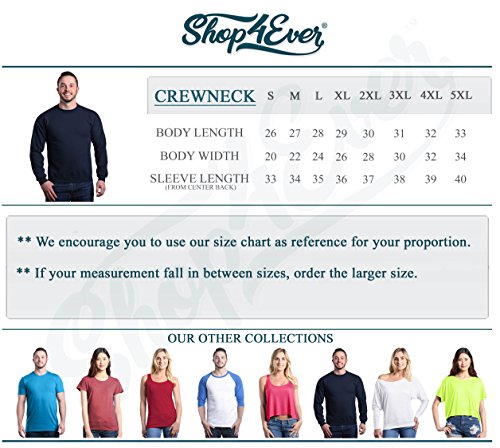 Shop4Ever®
CREWNECK S M L XL 2XL 3XL 4XL 5XL
BODY LENGTH 26 27 28 29 30 31 32 33
BODY WIDTH 20 22 24 26 28 30 32 34
SLEEVE LENGTH 33 34 35 36 37 38 39 40
(FROM CENTER BACK)
** We encourage you to use our size chart as reference for your proportion.
** If your measurement fall in between sizes, order the larger size.
OUR OTHER COLLECTIONS
Shop4Ever™